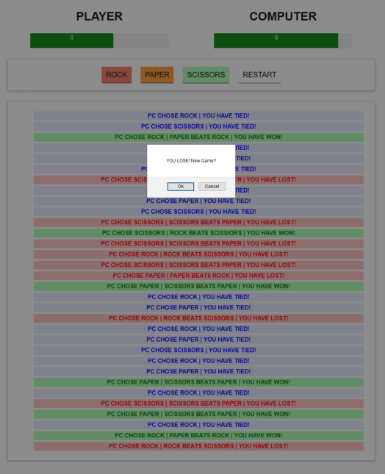 PLAYER COMPUTER
6 9
ROCK PAPER SCISSORS RESTART
PC CHOSE ROCK | YOU HAVE TIED!
PC CHOSE SCISSORS | YOU HAVE TIED!
PC CHOSE ROCK | PAPER BEATS ROCK | YOU HAVE WON!
TIED!
YOU LOSE! New Game?
TIED!
TIED!
PC CHOSE | YOU HAVE LOST!
OK Cancel
TIED!
PC CHOSE PAPER | YOU HAVE TIED!
PC CHOSE SCISSORS | YOU HAVE TIED!
PC CHOSE SCISSORS | SCISSORS BEATS PAPER | YOU HAVE LOST!
PC CHOSE SCISSORS | ROCK BEATS SCISSORS | YOU HAVE WON!
PC CHOSE SCISSORS | SCISSORS BEATS PAPER | YOU HAVE LOST!
PC CHOSE ROCK | ROCK BEATS SCISSORS | YOU HAVE LOST!
PC CHOSE SCISSORS | SCISSORS BEATS PAPER | YOU HAVE LOST!
PC CHOSE PAPER | PAPER BEATS ROCK | YOU HAVE LOST!
PC CHOSE PAPER | SCISSORS BEATS PAPER | YOU HAVE WON!
PC CHOSE ROCK | YOU HAVE TIED!
PC CHOSE PAPER | YOU HAVE TIED!
PC CHOSE ROCK | ROCK BEATS SCISSORS | YOU HAVE LOST!
PC CHOSE PAPER | YOU HAVE TIED!
PC CHOSE PAPER | YOU HAVE TIED!
PC CHOSE SCISSORS | YOU HAVE TIED!
PC CHOSE ROCK | YOU HAVE TIED!
PC CHOSE PAPER | YOU HAVE TIED!
PC CHOSE PAPER | SCISSORS BEATS PAPER | YOU HAVE WON!
PC CHOSE ROCK | YOU HAVE TIED!
PC CHOSE SCISSORS | SCISSORS BEATS PAPER | YOU HAVE LOST!
PC CHOSE PAPER | SCISSORS BEATS PAPER | YOU HAVE WON!
PC CHOSE PAPER | YOU HAVE TIED!
PC CHOSE ROCK | PAPER BEATS ROCK | YOU HAVE WON!
PC CHOSE ROCK | ROCK BEATS SCISSORS | YOU HAVE LOST!